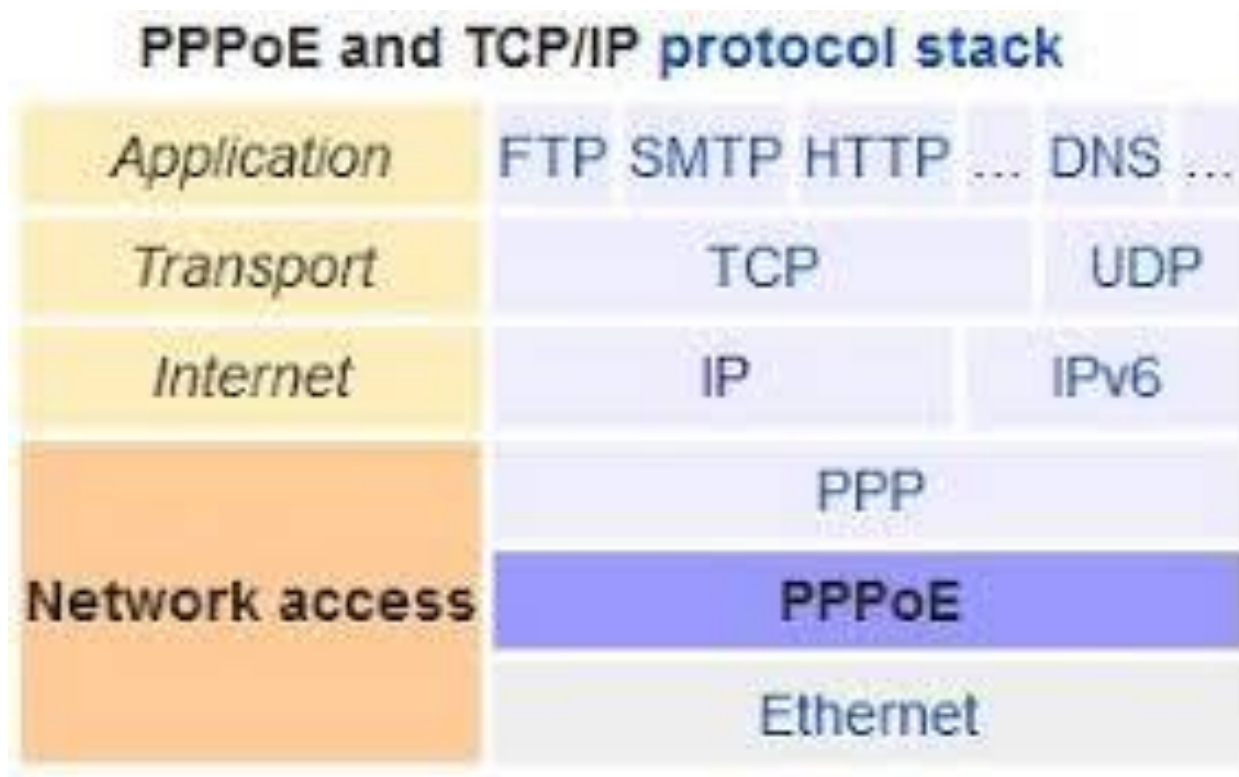 PPPoE and TCP/IP protocol stack
Application FTP SMTP HTTP ... DNS ...
Transport TCP UDP
Internet IP IPv6
PPP
Network access PPPoE
Ethernet